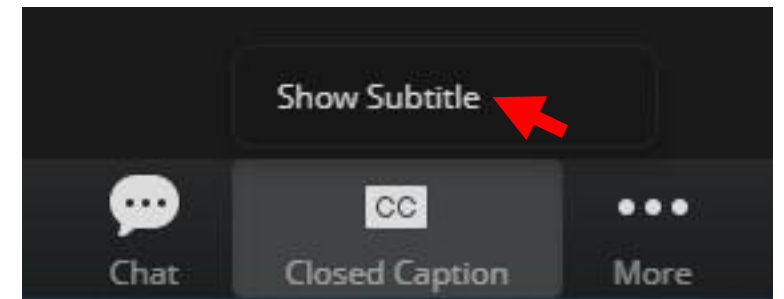 Show Subtitle
CC
Chat
Closed Caption
More